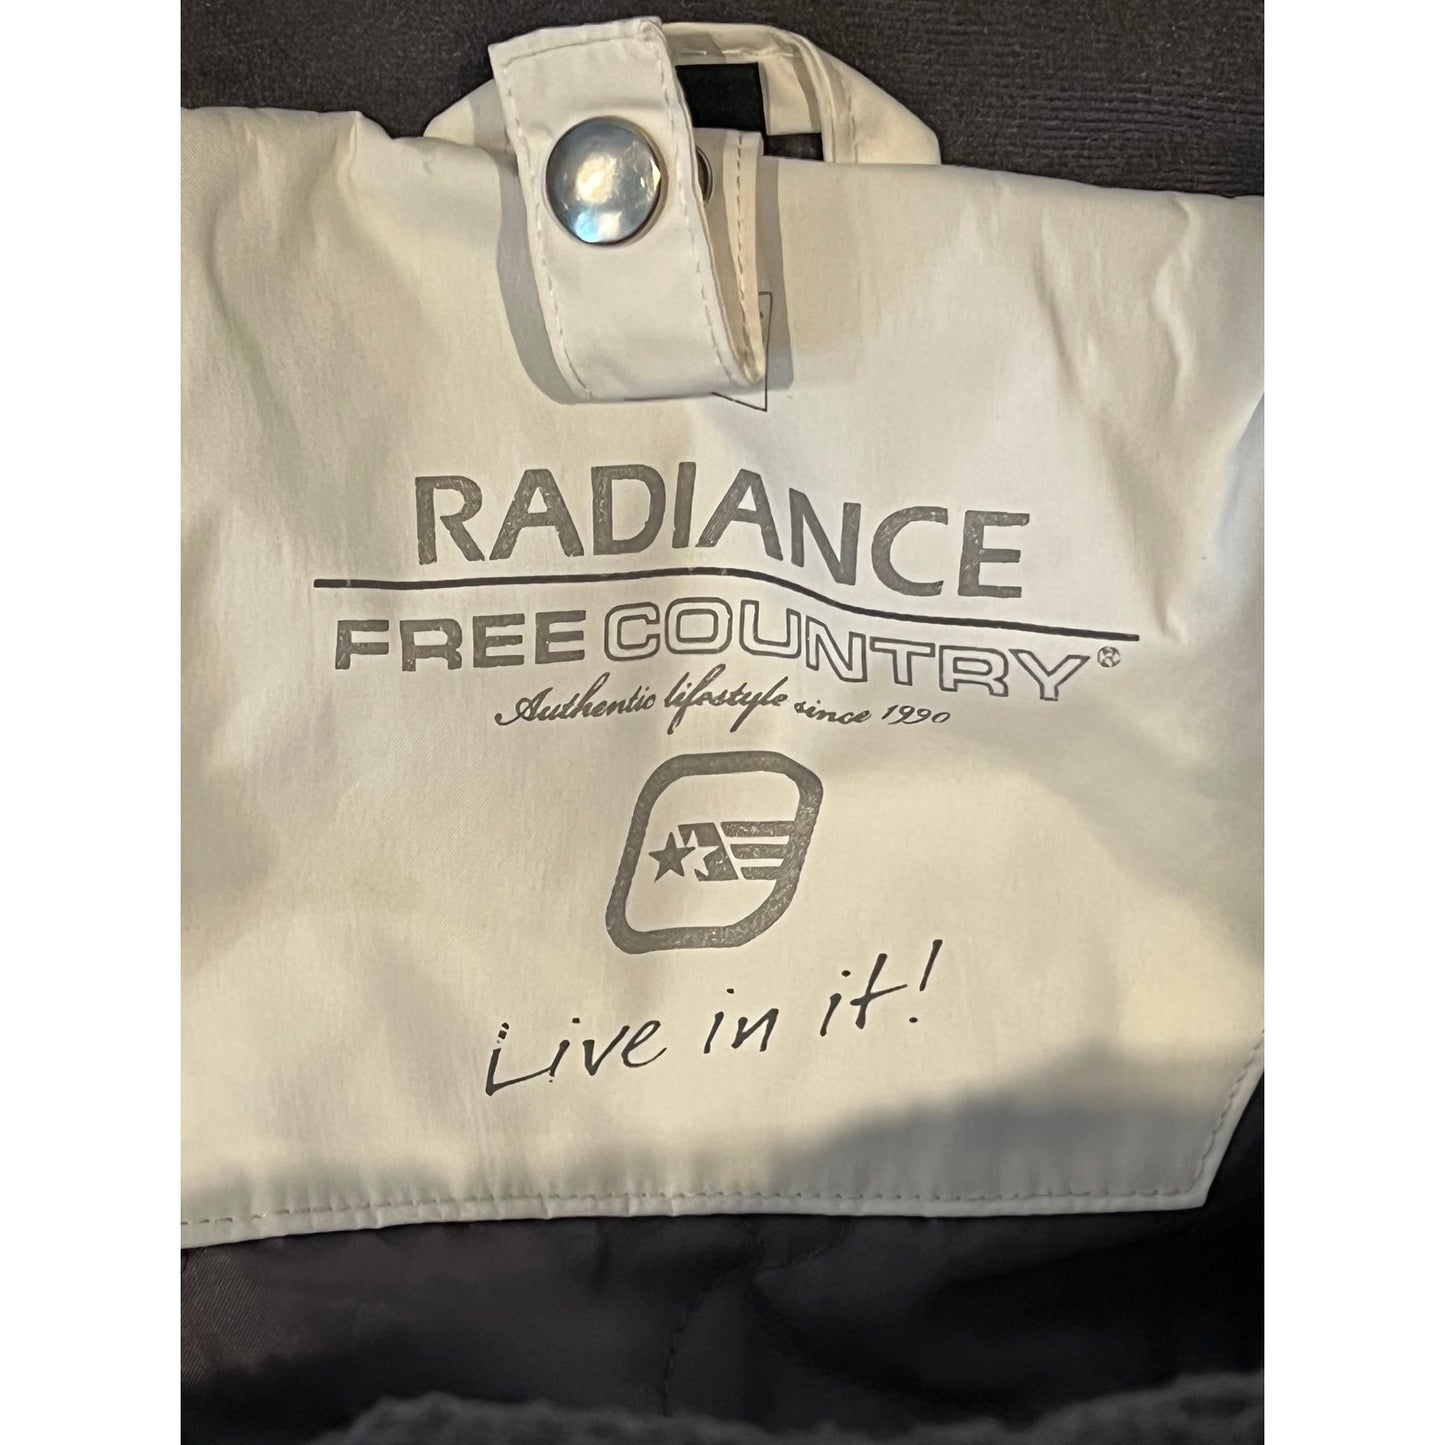 RADIANCE
FREE COUNTRY®
Authentic lifestyle since 1990
Live in it!